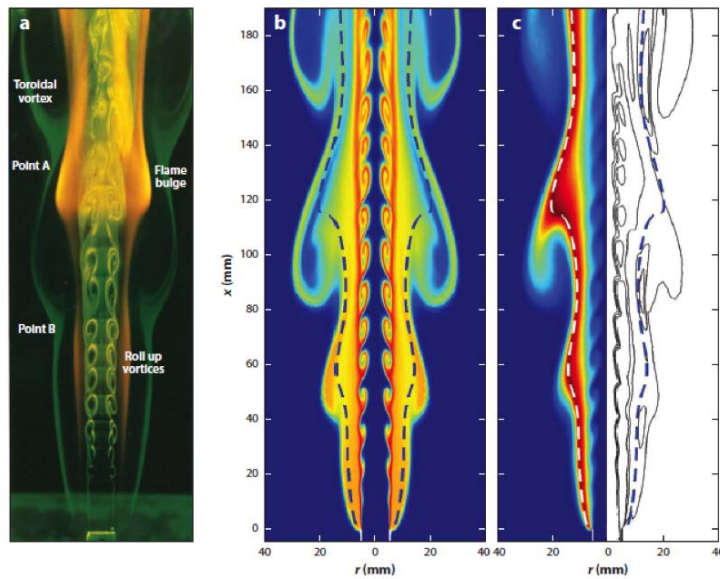 a
Toroidal
vortex
Point A
Flame
bulge
Point B
Roll up
vortices
b
c
x (mm)
180
160
140
120
100
80
60
40
20
0
40 20 0 20 40
r (mm)
40 20 0 20 40
r (mm)